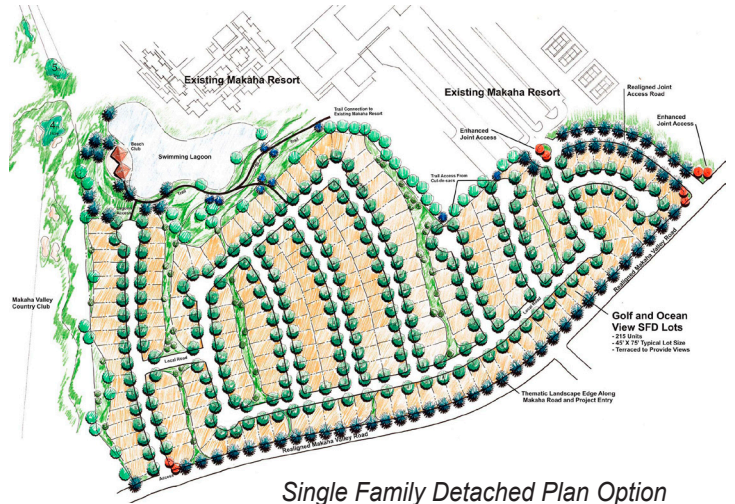 Existing Makaha Resort
Existing Makaha Resort
Realigned Joint
Access Road
Enhanced
Joint Access
Enhanced
Joint Access
Trail Connection to
Existing Makaha Resort
5
4
Beach
Club
Swimming Lagoon
Trail
Trail
Trail Access From
Cul-de-sacs
Makaha Valley
Country Club
Local Road
Local Road
Realigned Makaha Valley Road
Golf and Ocean
View SFD Lots
- 215 Units
- 45' X 75' Typical Lot Size
- Terraced to Provide Views
Thematic Landscape Edge Along
Makaha Road and Project Entry
Realigned Makaha Valley Road
Access
Single Family Detached Plan Option